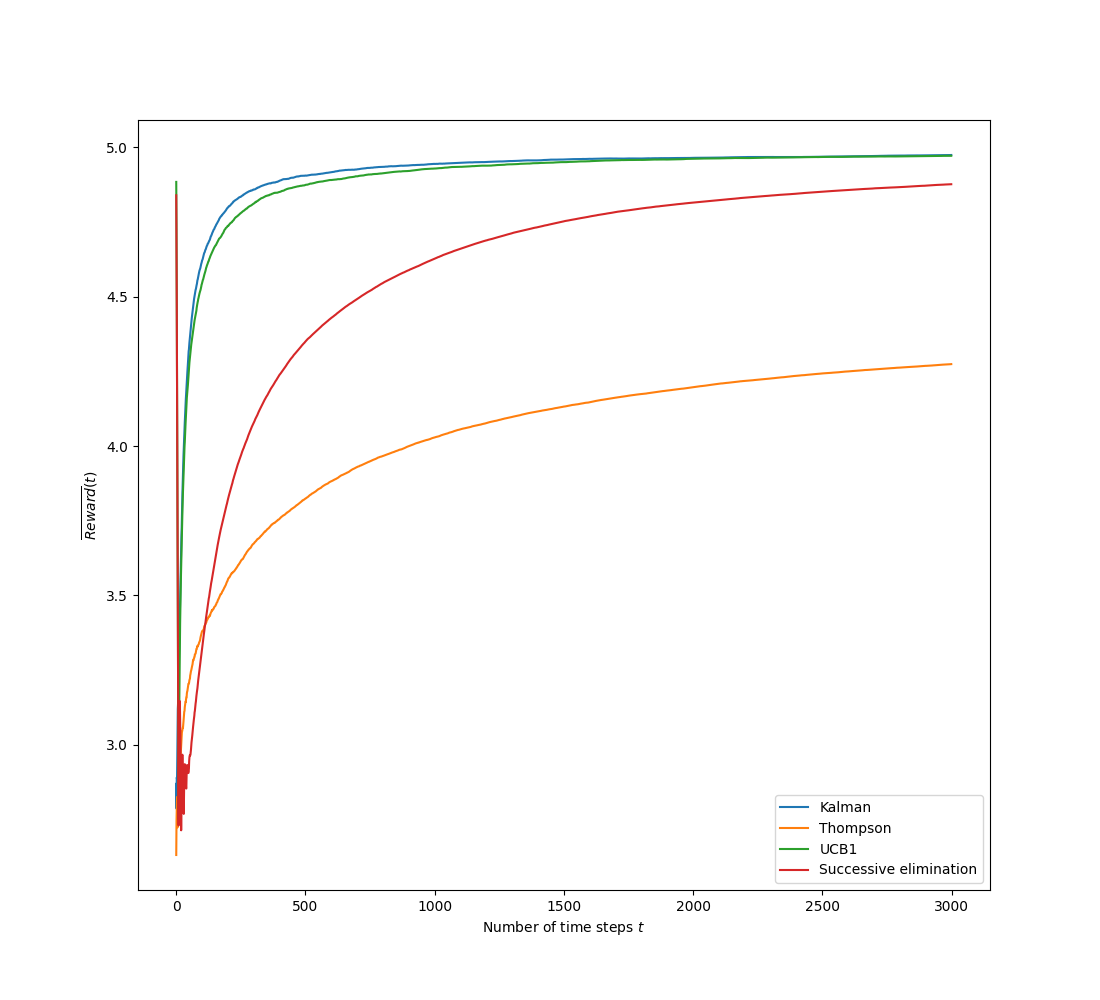 5.0
4.5
4.0
3.5
3.0
Reward(t)
0 500 1000 1500 2000 2500 3000
Number of time steps t
Kalman
Thompson
UCB1
Successive elimination